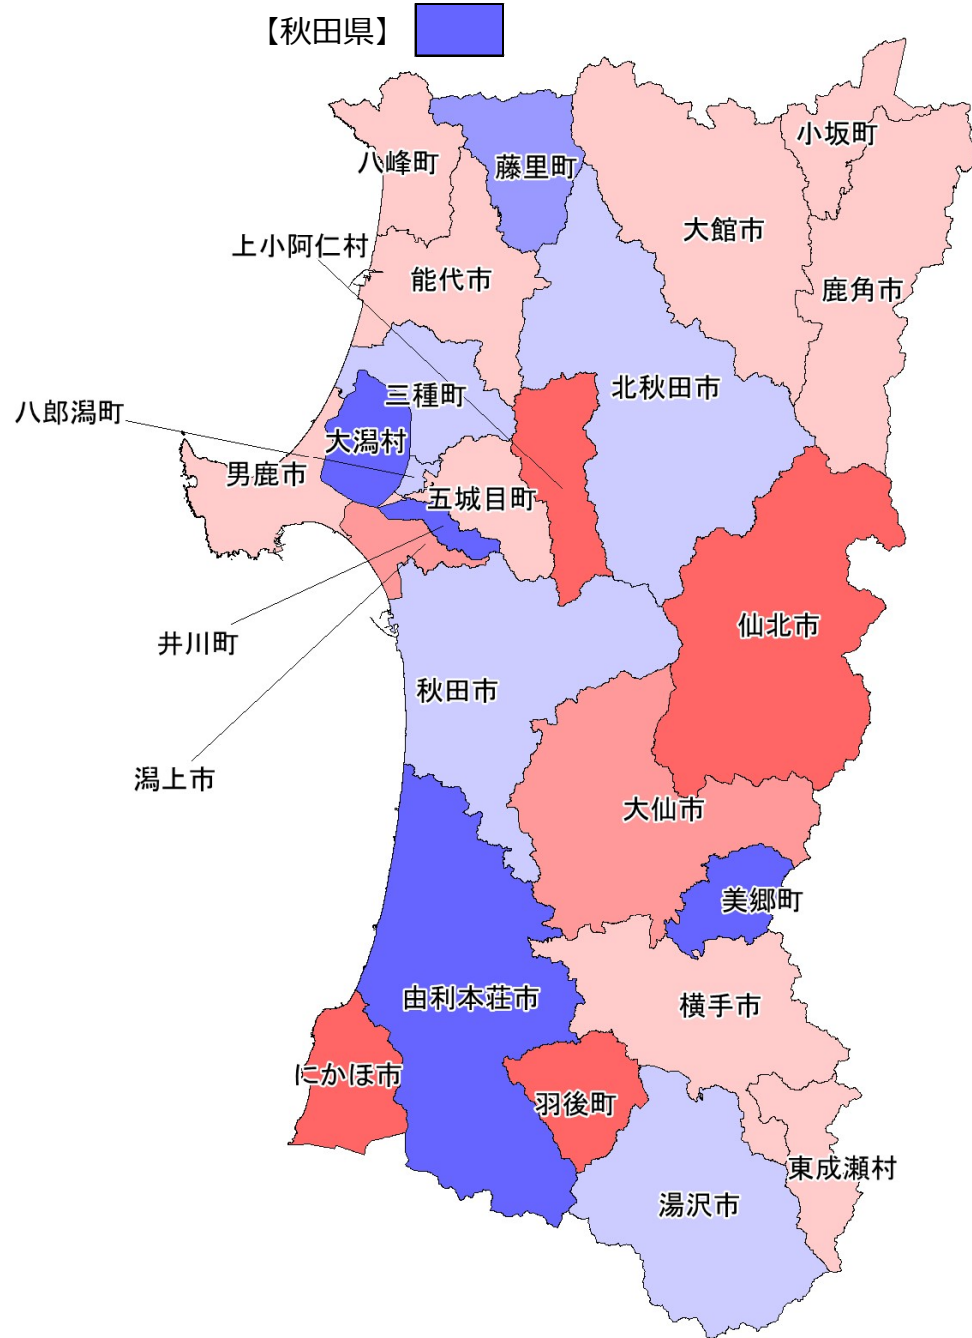 【秋田県】
小坂町
八峰町
藤里町
大館市
上小阿仁村
能代市
鹿角市
北秋田市
三種町
八郎潟町
大潟村
男鹿市
五城目町
仙北市
井川町
秋田市
潟上市
大仙市
美郷町
由利本荘市
横手市
にかほ市
羽後町
東成瀬村
湯沢市